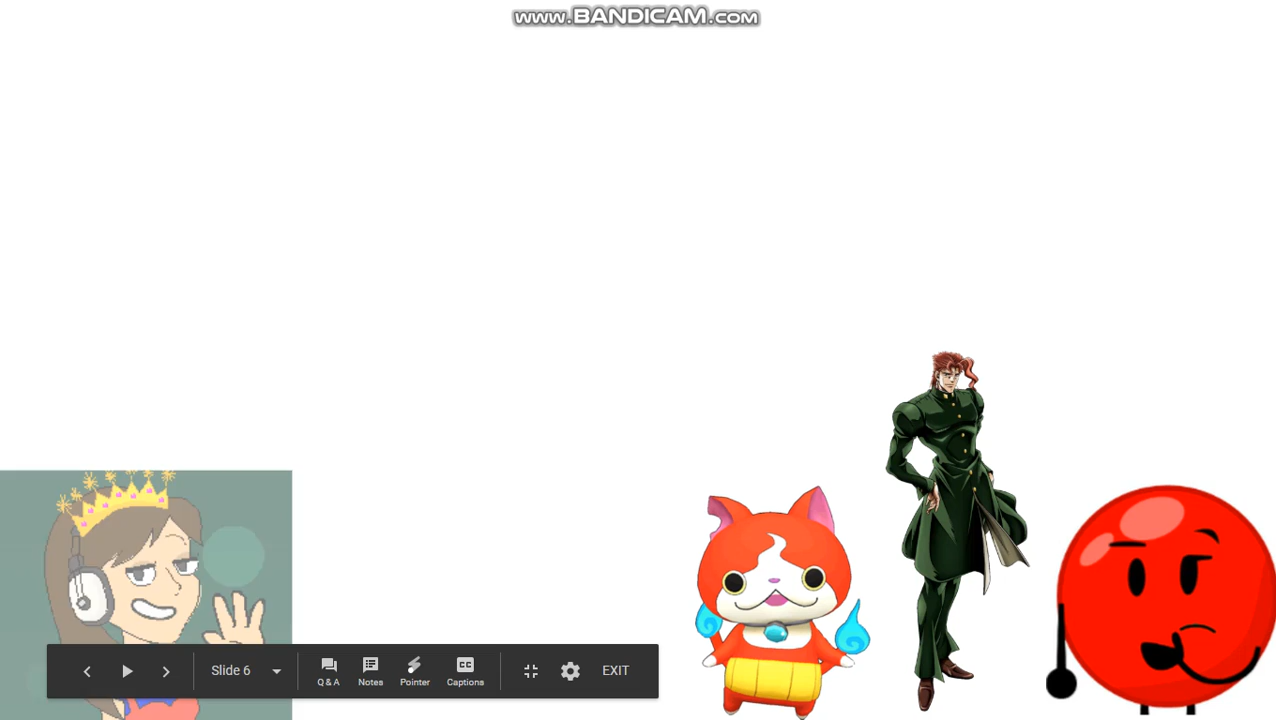 www.BANDICAM.com
Slide 6
Q & A
Notes
Pointer
Captions
EXIT